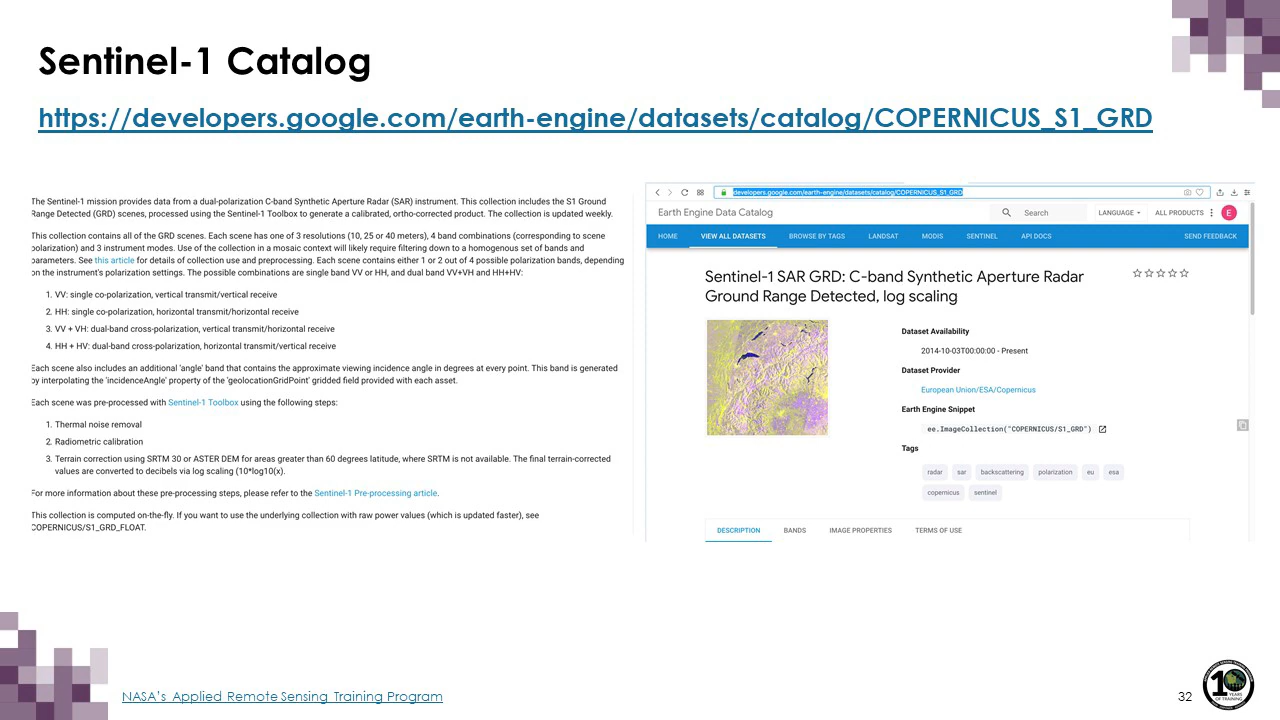 Sentinel-1 Catalog
https://developers.google.com/earth-engine/datasets/catalog/COPERNICUS_S1_GRD
The Sentinel-1 mission provides data from a dual-polarization C-band Synthetic Aperture Radar (SAR) instrument. This collection includes the S1 Ground
Range Detected (GRD) scenes, processed using the Sentinel-1 Toolbox to generate a calibrated, ortho-corrected product. The collection is updated weekly.
This collection contains all of the GRD scenes. Each scene has one of 3 resolutions (10, 25 or 40 meters), 4 band combinations (corresponding to scene
polarization) and 3 instrument modes. Use of the collection in a mosaic context will likely require filtering down to a homogenous set of bands and
parameters. See this article for details of collection use and preprocessing. Each scene contains either 1 or 2 out of 4 possible polarization bands, depending
on the instrument's polarization settings. The possible combinations are single band VV or HH, and dual band VV+VH and HH+HV:
1. VV: single co-polarization, vertical transmit/vertical receive
2. HH: single co-polarization, horizontal transmit/horizontal receive
3. VV + VH: dual-band cross-polarization, vertical transmit/horizontal receive
4. HH + HV: dual-band cross-polarization, horizontal transmit/vertical receive
Each scene also includes an additional 'angle' band that contains the approximate viewing incidence angle in degrees at every point. This band is generated
by interpolating the 'incidenceAngle' property of the 'geolocationGridPoint' gridded field provided with each asset.
Each scene was pre-processed with Sentinel-1 Toolbox using the following steps:
1. Thermal noise removal
2. Radiometric calibration
3. Terrain correction using SRTM 30 or ASTER DEM for areas greater than 60 degrees latitude, where SRTM is not available. The final terrain-corrected
values are converted to decibels via log scaling (10*log10(x).
For more information about these pre-processing steps, please refer to the Sentinel-1 Pre-processing article.
This collection is computed on-the-fly. If you want to use the underlying collection with raw power values (which is updated faster), see
COPERNICUS/S1_GRD_FLOAT.
developers.google.com/earth-engine/datasets/catalog/COPERNICUS_S1_GRD
Earth Engine Data Catalog
Search
LANGUAGE
ALL PRODUCTS
E
HOME
VIEW ALL DATASETS
BROWSE BY TAGS
LANDSAT
MODIS
SENTINEL
API DOCS
SEND FEEDBACK
Sentinel-1 SAR GRD: C-band Synthetic Aperture Radar
Ground Range Detected, log scaling
Dataset Availability
2014-10-03T00:00:00 - Present
Dataset Provider
European Union/ESA/Copernicus
Earth Engine Snippet
ee.ImageCollection("COPERNICUS/S1_GRD")
Tags
radar
sar
backscattering
polarization
eu
esa
copernicus
sentinel
DESCRIPTION
BANDS
IMAGE PROPERTIES
TERMS OF USE
NASA's Applied Remote Sensing Training Program
32
10
YEARS
OF TRAINING